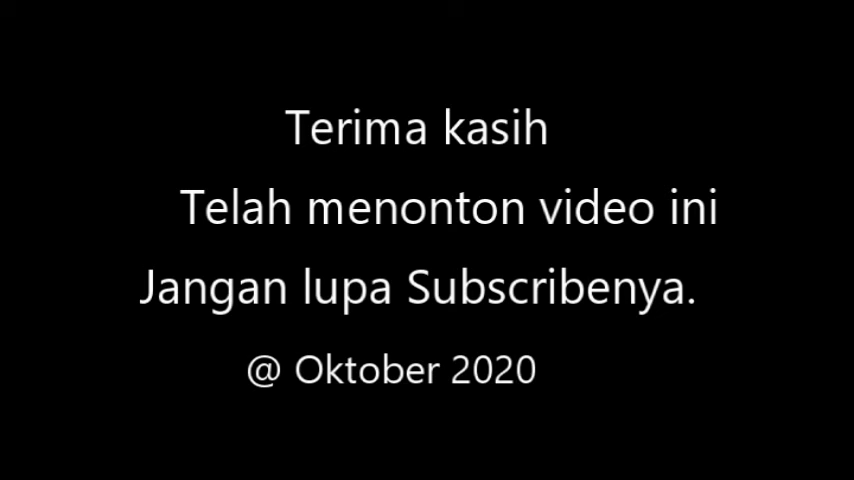 Terima kasih
Telah menonton video ini
Jangan lupa Subscribenya.
@ Oktober 2020